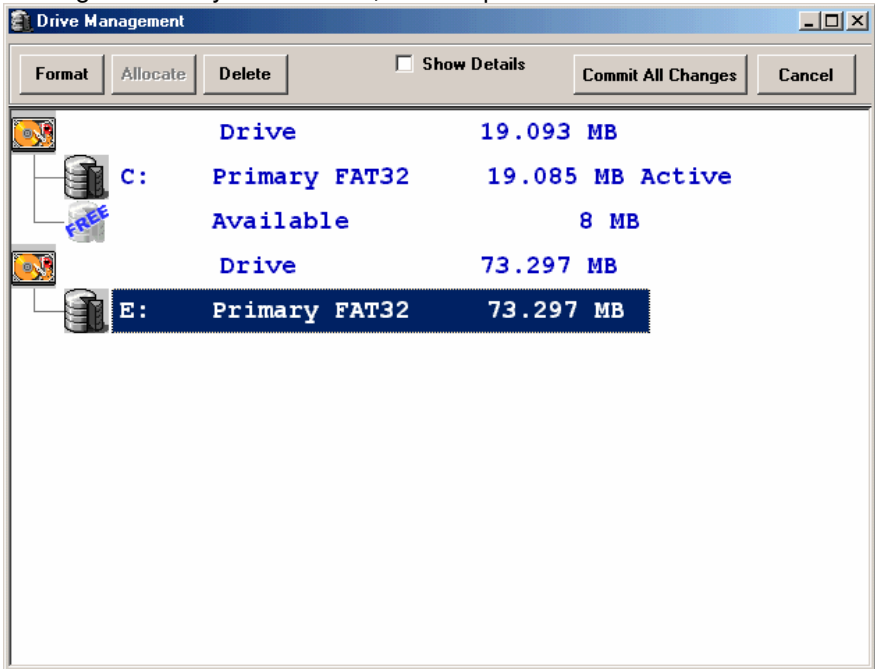 Drive Management
Format Allocate Delete Show Details Commit All Changes Cancel
Drive 19.093 MB
C: Primary FAT32 19.085 MB Active
FREE Available 8 MB
Drive 73.297 MB
E: Primary FAT32 73.297 MB